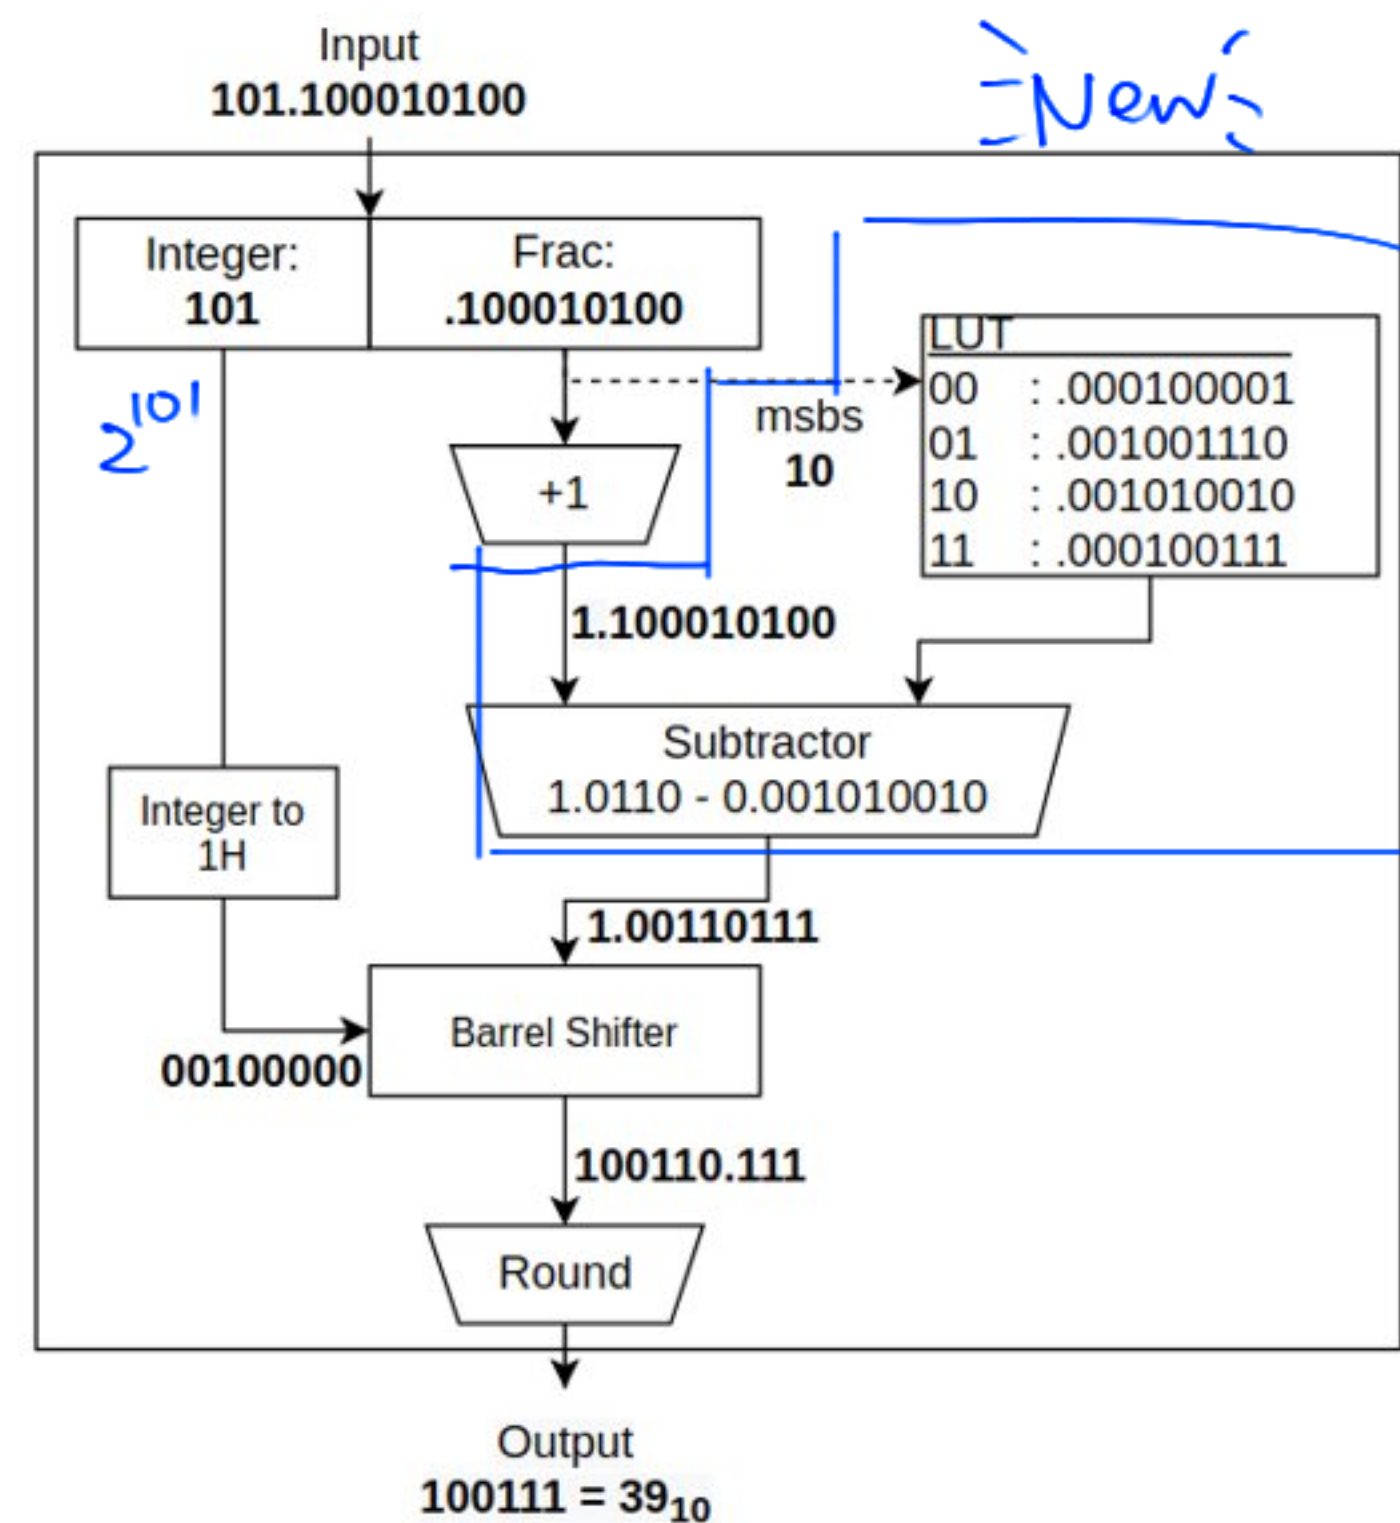 Input
101.100010100
New
Integer:
101
Frac:
.100010100
2^101
LUT
00 : .000100001
01 : .001001110
10 : .001010010
11 : .000100111
msbs
10
+1
1.100010100
Subtractor
1.0110 - 0.001010010
Integer to
1H
1.00110111
Barrel Shifter
00100000
100110.111
Round
Output
100111 = 39₁₀